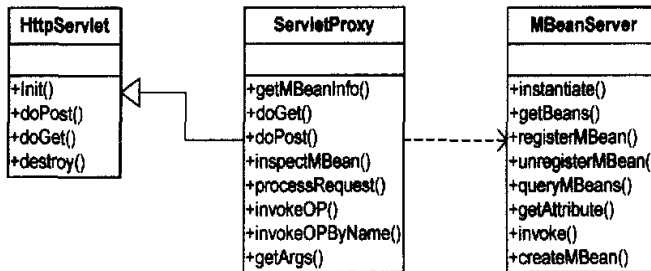 HttpServlet
+Init()
+doPost()
+doGet()
+destroy()
ServletProxy
+getMBeanInfo()
+doGet()
+doPost()
+inspectMBean()
+processRequest()
+invokeOP()
+invokeOPByName()
+getArgs()
MBeanServer
+instantiate()
+getBeans()
+registerMBean()
+unregisterMBean()
+queryMBeans()
+getAttribute()
+invoke()
+createMBean()